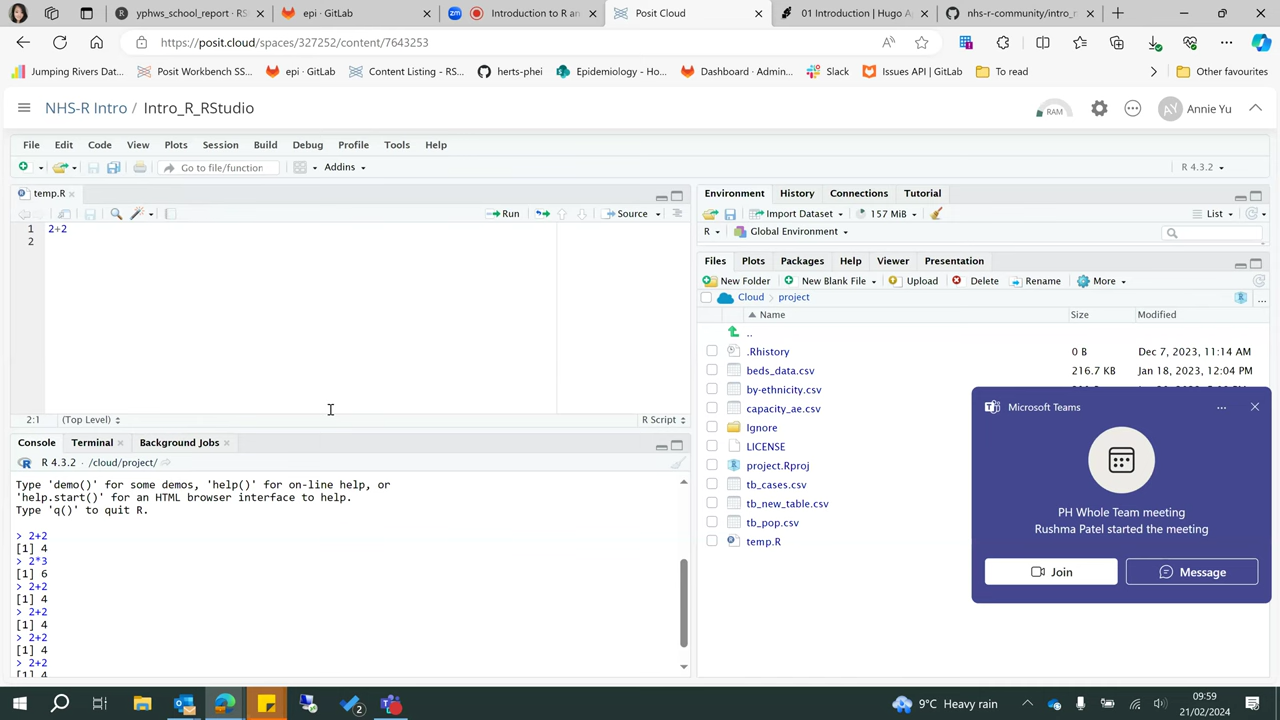 yphws_school_report - RS
epi · GitLab
Introduction to R an
Posit Cloud
01 Introduction | Hugo A
nhs-r-community/intro_r
https://posit.cloud/spaces/327252/content/7643253
Jumping Rivers Dat...
Posit Workbench SS...
epi · GitLab
Content Listing - RS...
herts-phei
Epidemiology - Ho...
Dashboard · Admin...
Slack
Issues API | GitLab
To read
Other favourites
NHS-R Intro / Intro_R_RStudio
RAM
AY
Annie Yu
File Edit Code View Plots Session Build Debug Profile Tools Help
Go to file/function
Addins
R 4.3.2
temp.R
Run
Source
1 2+2
2
2:1
(Top Level)
R Script
Console Terminal Background Jobs
R 4.3.2 · /cloud/project/
Type 'demo()' for some demos, 'help()' for on-line help, or
'help.start()' for an HTML browser interface to help.
Type 'q()' to quit R.
> 2+2
[1] 4
> 2*3
[1] 6
> 2+2
[1] 4
> 2+2
[1] 4
> 2+2
[1] 4
> 2+2
[1] 4
Environment History Connections Tutorial
Import Dataset
157 MiB
List
R
Global Environment
Files Plots Packages Help Viewer Presentation
New Folder
New Blank File
Upload
Delete
Rename
More
Cloud > project
Name Size Modified
..
.Rhistory 0 B Dec 7, 2023, 11:14 AM
beds_data.csv 216.7 KB Jan 18, 2023, 12:04 PM
by-ethnicity.csv
capacity_ae.csv
Ignore
LICENSE
project.Rproj
tb_cases.csv
tb_new_table.csv
tb_pop.csv
temp.R
Microsoft Teams
PH Whole Team meeting
Rushma Patel started the meeting
Join
Message
2
9°C Heavy rain
09:59
21/02/2024